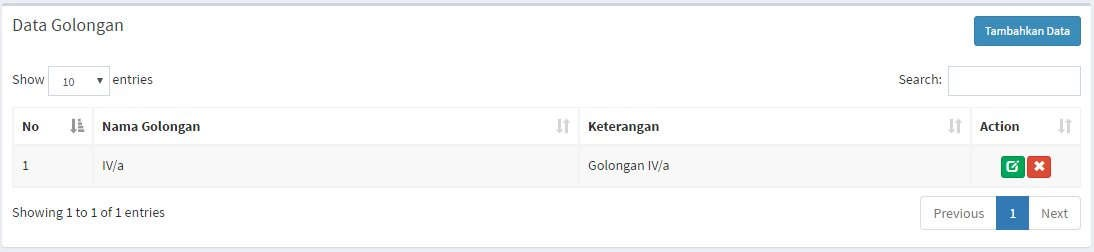 Data Golongan
Tambahkan Data
Show 10 entries
Search:
No Nama Golongan Keterangan Action
1 IV/a Golongan IV/a
Showing 1 to 1 of 1 entries
Previous 1 Next